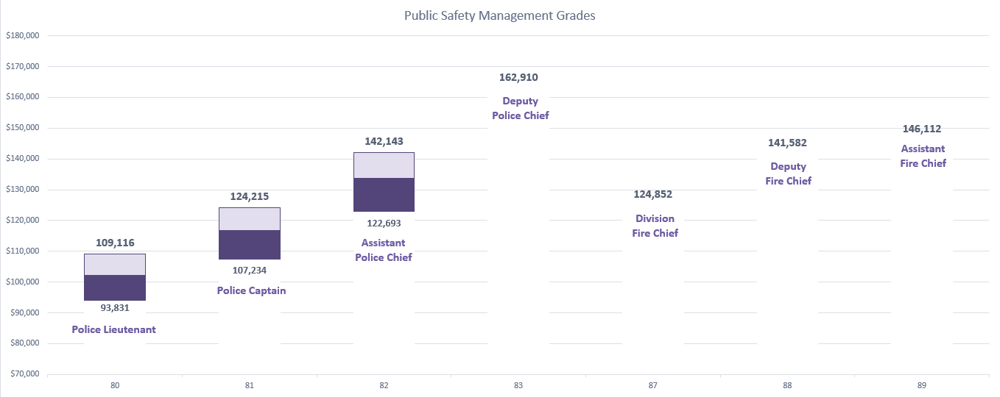 Public Safety Management Grades
$180,000
$170,000
$160,000
$150,000
$140,000
$130,000
$120,000
$110,000
$100,000
$90,000
$80,000
$70,000
109,116
93,831
Police Lieutenant
124,215
107,234
Police Captain
142,143
122,693
Assistant
Police Chief
162,910
Deputy
Police Chief
124,852
Division
Fire Chief
141,582
Deputy
Fire Chief
146,112
Assistant
Fire Chief
80
81
82
83
87
88
89